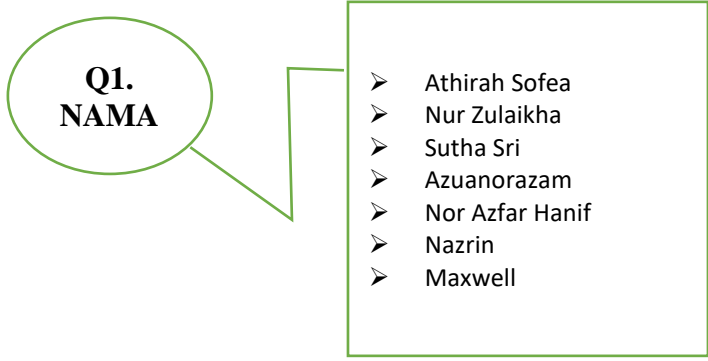 Q1.
NAMA
➢ Athirah Sofea
➢ Nur Zulaikha
➢ Sutha Sri
➢ Azuanorazam
➢ Nor Azfar Hanif
➢ Nazrin
➢ Maxwell